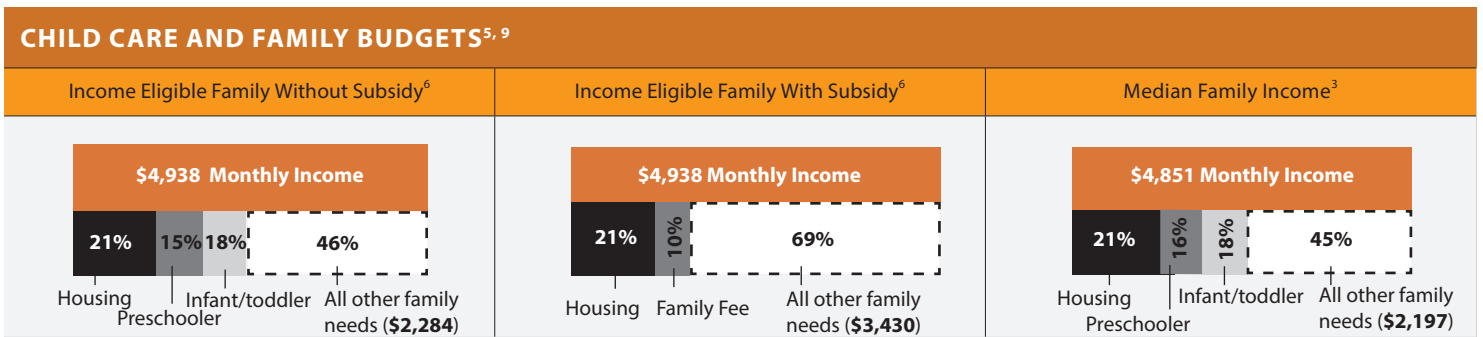 CHILD CARE AND FAMILY BUDGETS5, 9
Income Eligible Family Without Subsidy6
Income Eligible Family With Subsidy6
Median Family Income3
$4,938 Monthly Income
21%
15%
18%
46%
Housing
Preschooler
Infant/toddler
All other family
needs ($2,284)
$4,938 Monthly Income
21%
10%
69%
Housing
Family Fee
All other family
needs ($3,430)
$4,851 Monthly Income
21%
16%
18%
45%
Housing
Preschooler
Infant/toddler
All other family
needs ($2,197)